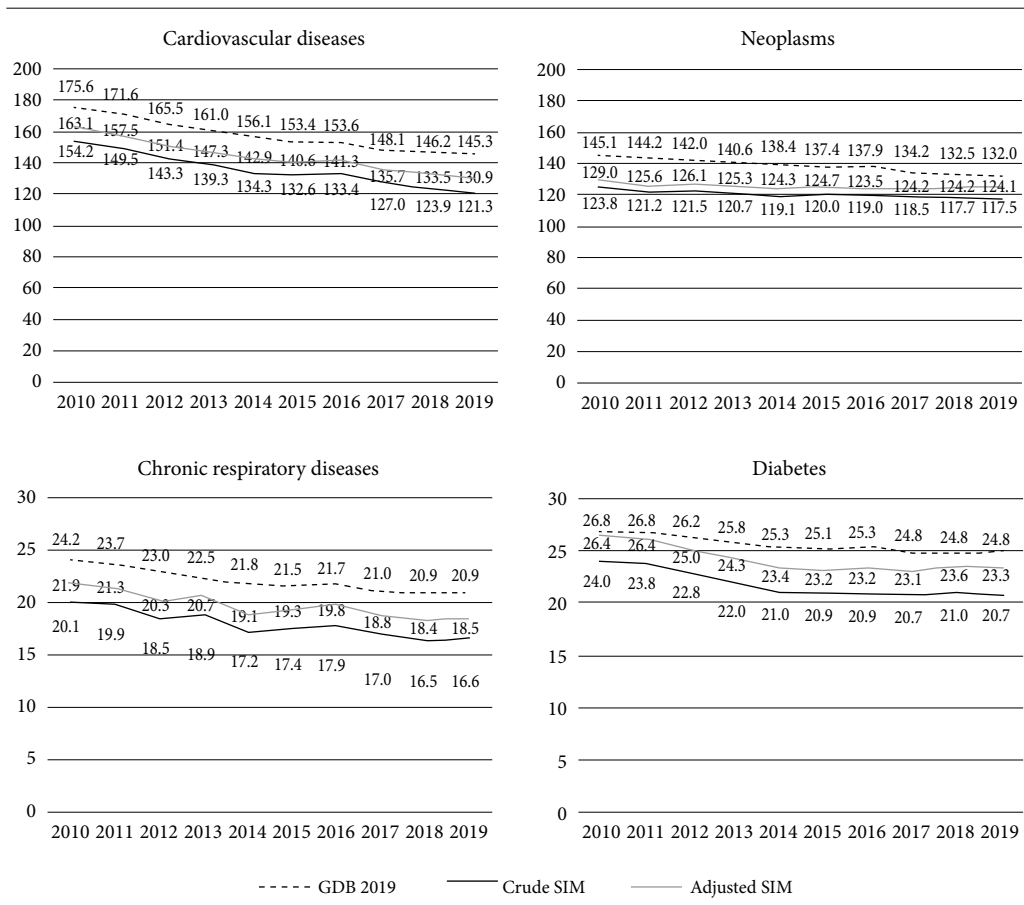 Cardiovascular diseases
200
180
160
140
120
100
80
60
40
20
0
175.6 171.6 165.5 161.0 156.1 153.4 153.6 148.1 146.2 145.3
163.1 157.5 151.4 147.3 142.9 140.6 141.3 135.7 133.5 130.9
154.2 149.5 143.3 139.3 134.3 132.6 133.4 127.0 123.9 121.3
2010 2011 2012 2013 2014 2015 2016 2017 2018 2019
Neoplasms
200
180
160
140
120
100
80
60
40
20
0
145.1 144.2 142.0 140.6 138.4 137.4 137.9 134.2 132.5 132.0
129.0 125.6 126.1 125.3 124.3 124.7 123.5 124.2 124.2 124.1
123.8 121.2 121.5 120.7 119.1 120.0 119.0 118.5 117.7 117.5
2010 2011 2012 2013 2014 2015 2016 2017 2018 2019
Chronic respiratory diseases
30
25
20
15
10
5
0
24.2 23.7 23.0 22.5 21.8 21.5 21.7 21.0 20.9 20.9
21.9 21.3 20.3 20.7 19.1 19.3 19.8 18.8 18.4 18.5
20.1 19.9 18.5 18.9 17.2 17.4 17.9 17.0 16.5 16.6
2010 2011 2012 2013 2014 2015 2016 2017 2018 2019
Diabetes
30
25
20
15
10
5
0
26.8 26.8 26.2 25.8 25.3 25.1 25.3 24.8 24.8 24.8
26.4 26.4 25.0 24.3 23.4 23.2 23.2 23.1 23.6 23.3
24.0 23.8 22.8 22.0 21.0 20.9 20.9 20.7 21.0 20.7
2010 2011 2012 2013 2014 2015 2016 2017 2018 2019
GDB 2019 Crude SIM Adjusted SIM